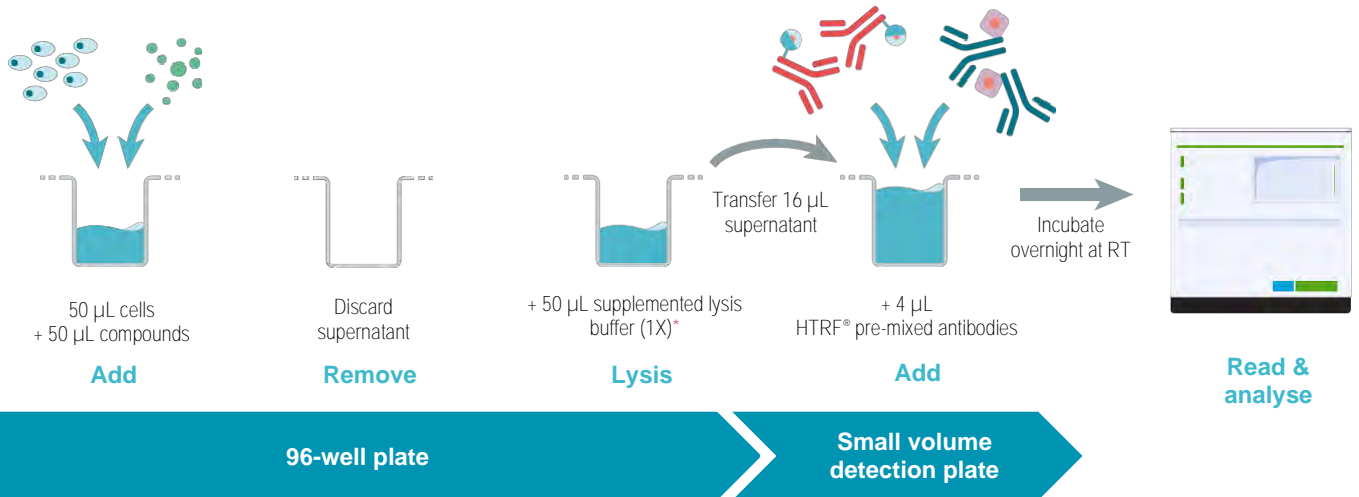 Transfer 16 µL
supernatant
Incubate
overnight at RT
50 µL cells
+ 50 µL compounds
Add
Discard
supernatant
Remove
+ 50 µL supplemented lysis
buffer (1X)*
Lysis
+ 4 µL
HTRF® pre-mixed antibodies
Add
Read &
analyse
96-well plate
Small volume
detection plate